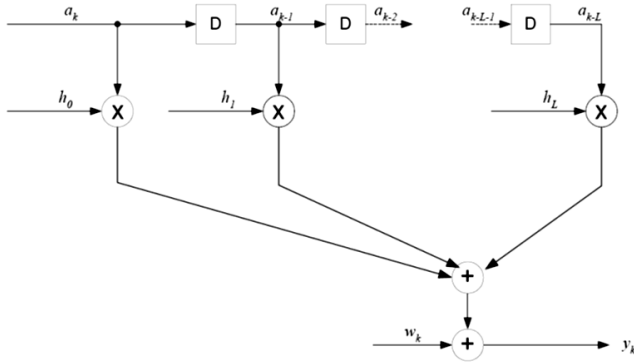 a_k D a_{k-1} D a_{k-2} a_{k-L-1} D a_{k-L}
h_0 X h_1 X h_L X
+
w_k + y_k